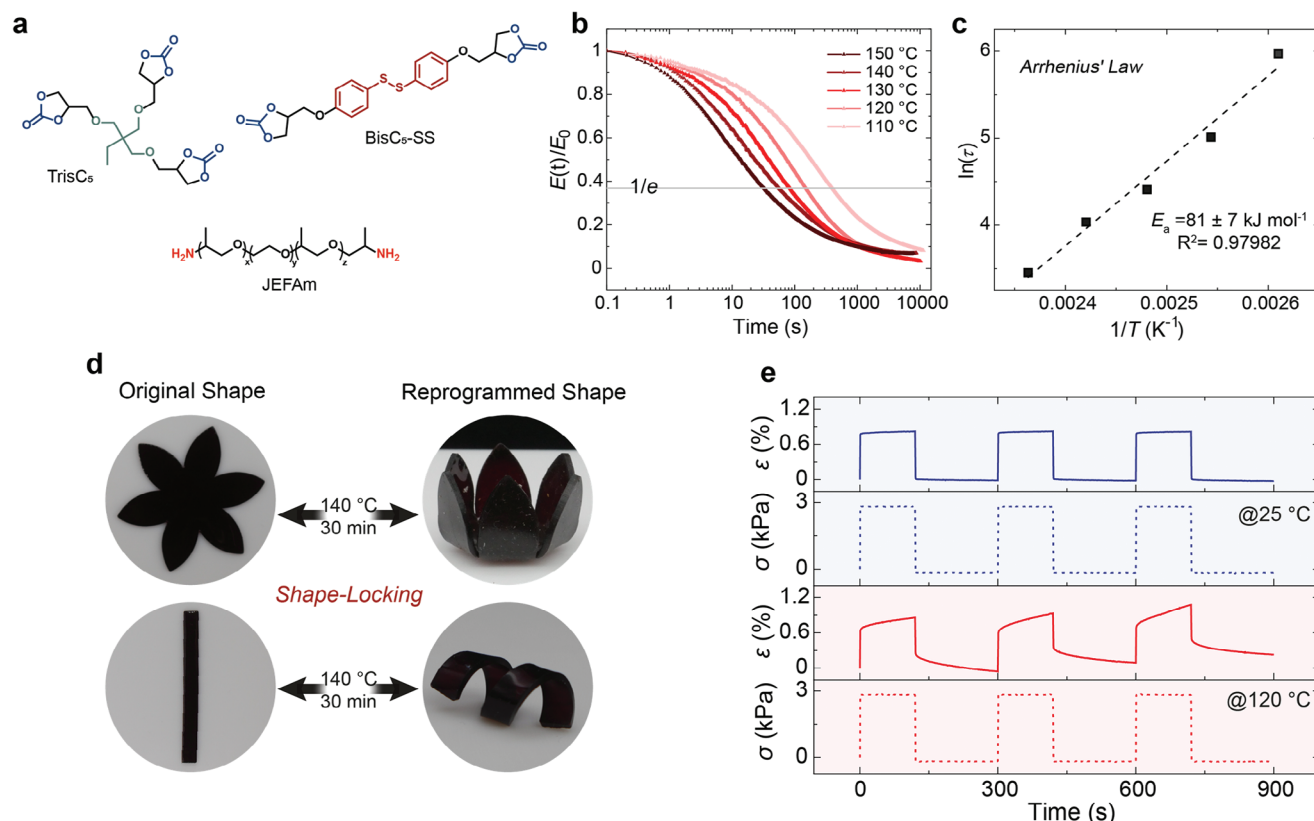 a
TrisC₅
BisC₅-SS
JEFAm
O
O
O
O
O
O
O
O
O
O
O
O
S
S
O
O
O
O
O
O
O
O
H₂N
O
x
O
y
O
z
NH₂
b
E(t)/E₀
1
0.8
0.6
0.4
0.2
0
1/e
150 °C
140 °C
130 °C
120 °C
110 °C
0.1
1
10
100
1000
10000
Time (s)
c
Arrhenius' Law
ln(τ)
6
5
4
Eₐ =81 ± 7 kJ mol⁻¹
R²= 0.97982
0.0024
0.0025
0.0026
1/T (K⁻¹)
d
Original Shape
Reprogrammed Shape
140 °C
30 min
Shape-Locking
140 °C
30 min
e
ε (%)
1.2
0.6
0
σ (kPa)
3
0
@25 °C
ε (%)
1.2
0.6
0
σ (kPa)
3
0
@120 °C
0
300
600
900
Time (s)